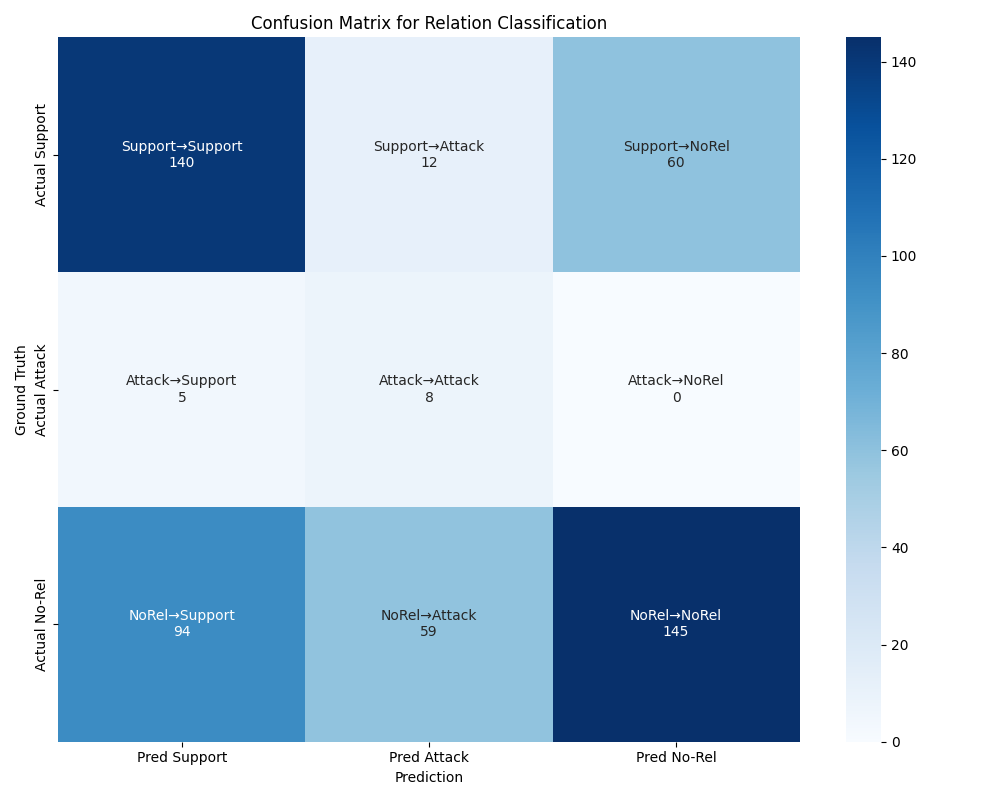 Confusion Matrix for Relation Classification
Support→Support
140
Support→Attack
12
Support→NoRel
60
Attack→Support
5
Attack→Attack
8
Attack→NoRel
0
NoRel→Support
94
NoRel→Attack
59
NoRel→NoRel
145
Ground Truth
Actual Support
Actual Attack
Actual No-Rel
Pred Support
Pred Attack
Pred No-Rel
Prediction
140
120
100
80
60
40
20
0